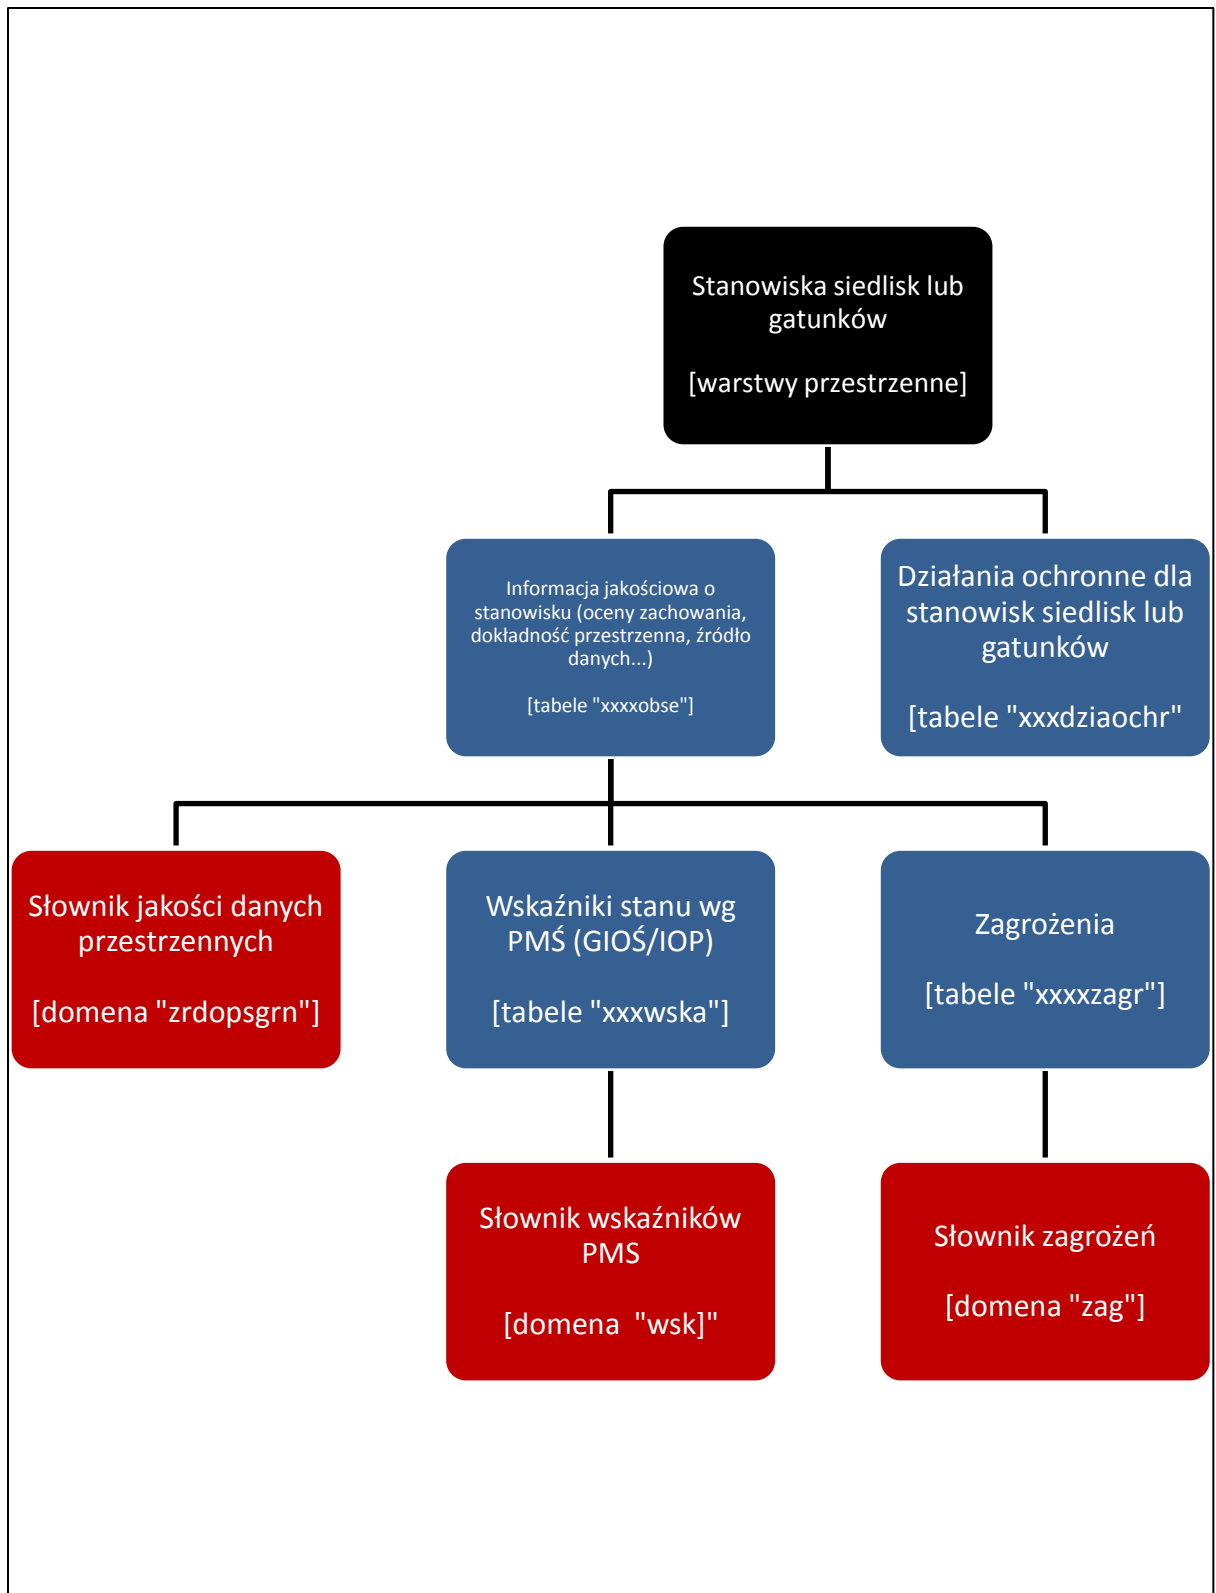 Stanowiska siedlisk lub
gatunków
[warstwy przestrzenne]
Informacja jakościowa o
stanowisku (oceny zachowania,
dokładność przestrzenna, źródło
danych...)
[tabele "xxxxobse"]
Działania ochronne dla
stanowisk siedlisk lub
gatunków
[tabele "xxxdziaochr"
Słownik jakości danych
przestrzennych
[domena "zrdopsgrn"]
Wskaźniki stanu wg
PMŚ (GIOŚ/IOP)
[tabele "xxxwska"]
Zagrożenia
[tabele "xxxxzagr"]
Słownik wskaźników
PMS
[domena  "wsk]"
Słownik zagrożeń
[domena "zag"]